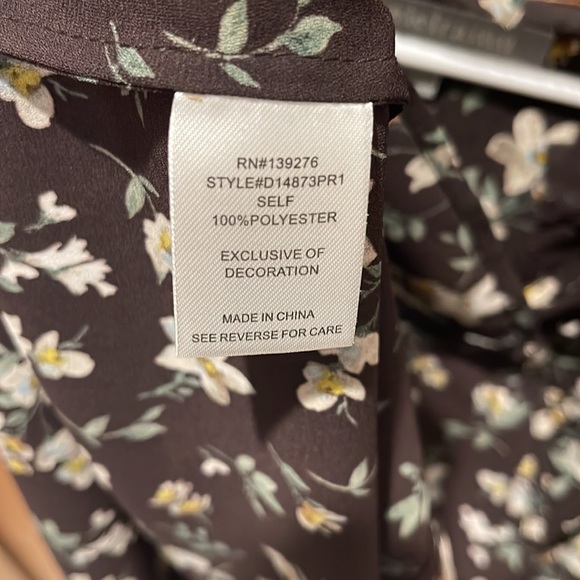 RN#139276
STYLE#D14873PR1
SELF
100%POLYESTER
EXCLUSIVE OF
DECORATION
MADE IN CHINA
SEE REVERSE FOR CARE